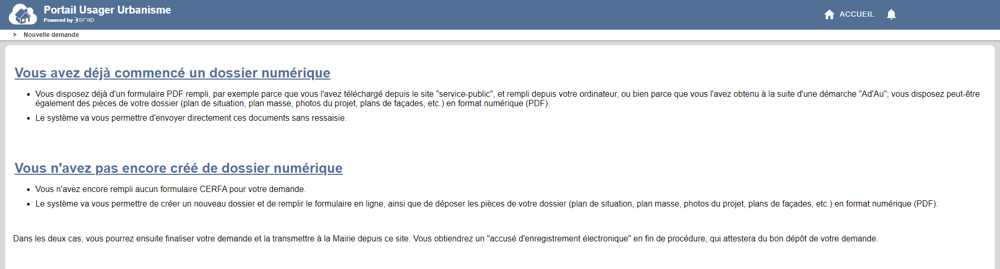 Portail Usager Urbanisme
Powered by sirap
ACCUEIL
> Nouvelle demande
Vous avez déjà commencé un dossier numérique
• Vous disposez déjà d'un formulaire PDF rempli, par exemple parce que vous l'avez téléchargé depuis le site "service-public", et rempli depuis votre ordinateur, ou bien parce que vous l'avez obtenu à la suite d'une démarche "Ad'Au"; vous disposez peut-être
également des pièces de votre dossier (plan de situation, plan masse, photos du projet, plans de façades, etc.) en format numérique (PDF).
• Le système va vous permettre d'envoyer directement ces documents sans ressaisie.
Vous n'avez pas encore créé de dossier numérique
• Vous n'avez encore rempli aucun formulaire CERFA pour votre demande.
• Le système va vous permettre de créer un nouveau dossier et de remplir le formulaire en ligne, ainsi que de déposer les pièces de votre dossier (plan de situation, plan masse, photos du projet, plans de façades, etc.) en format numérique (PDF).
Dans les deux cas, vous pourrez ensuite finaliser votre demande et la transmettre à la Mairie depuis ce site. Vous obtiendrez un "accusé d'enregistrement électronique" en fin de procédure, qui attestera du bon dépôt de votre demande.